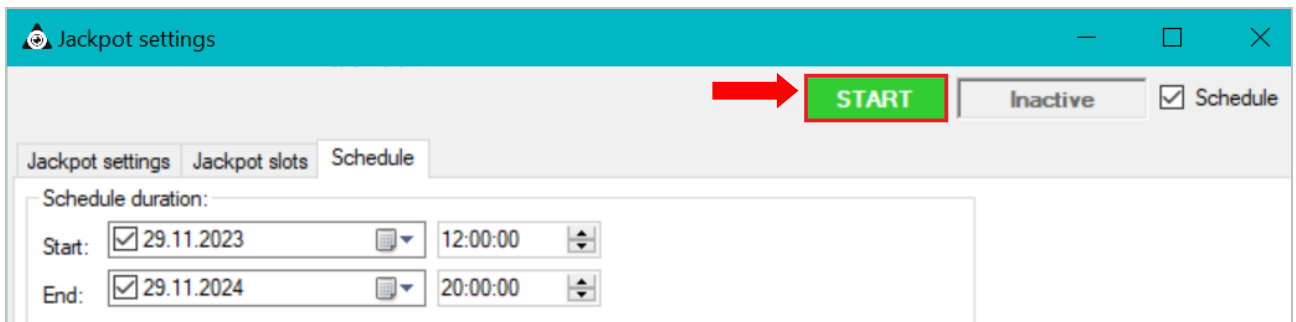 Jackpot settings
START Inactive Schedule
Jackpot settings Jackpot slots Schedule
Schedule duration:
Start: 29.11.2023 12:00:00
End: 29.11.2024 20:00:00